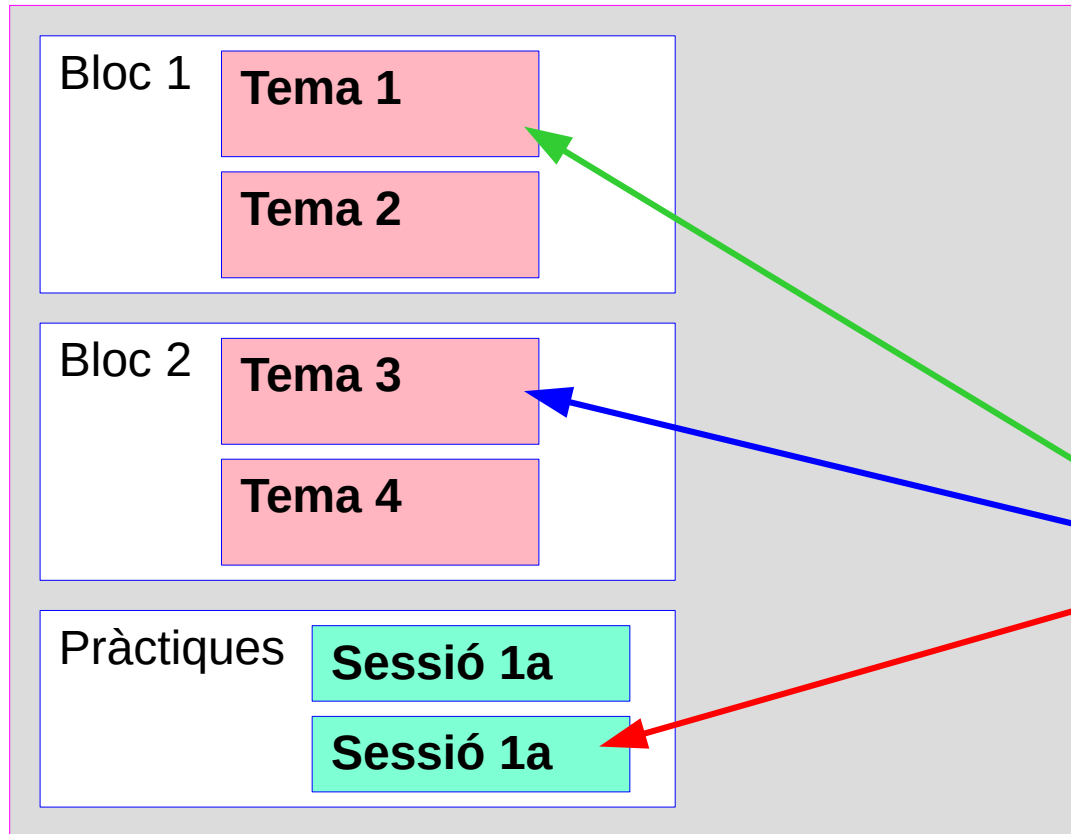 Bloc 1
Tema 1
Tema 2
Bloc 2
Tema 3
Tema 4
Pràctiques
Sessió 1a
Sessió 1a